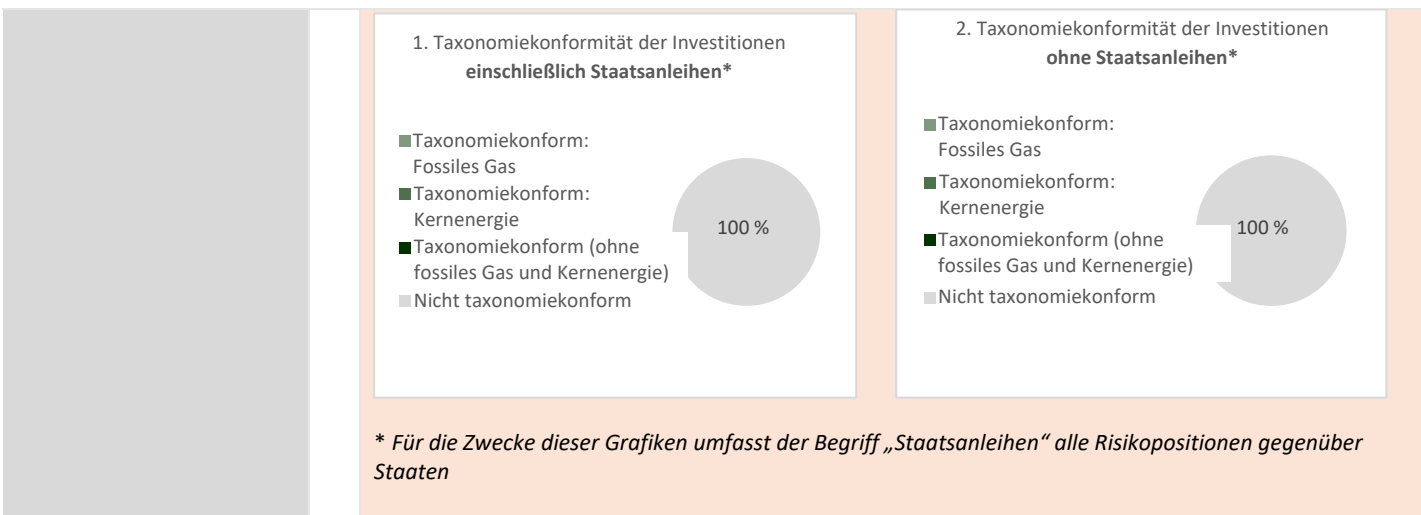 1. Taxonomiekonformität der Investitionen
einschließlich Staatsanleihen*
Taxonomiekonform:
Fossiles Gas
Taxonomiekonform:
Kernenergie
Taxonomiekonform (ohne
fossiles Gas und Kernenergie)
Nicht taxonomiekonform
100 %
2. Taxonomiekonformität der Investitionen
ohne Staatsanleihen*
Taxonomiekonform:
Fossiles Gas
Taxonomiekonform:
Kernenergie
Taxonomiekonform (ohne
fossiles Gas und Kernenergie)
Nicht taxonomiekonform
100 %
* Für die Zwecke dieser Grafiken umfasst der Begriff „Staatsanleihen“ alle Risikopositionen gegenüber
Staaten